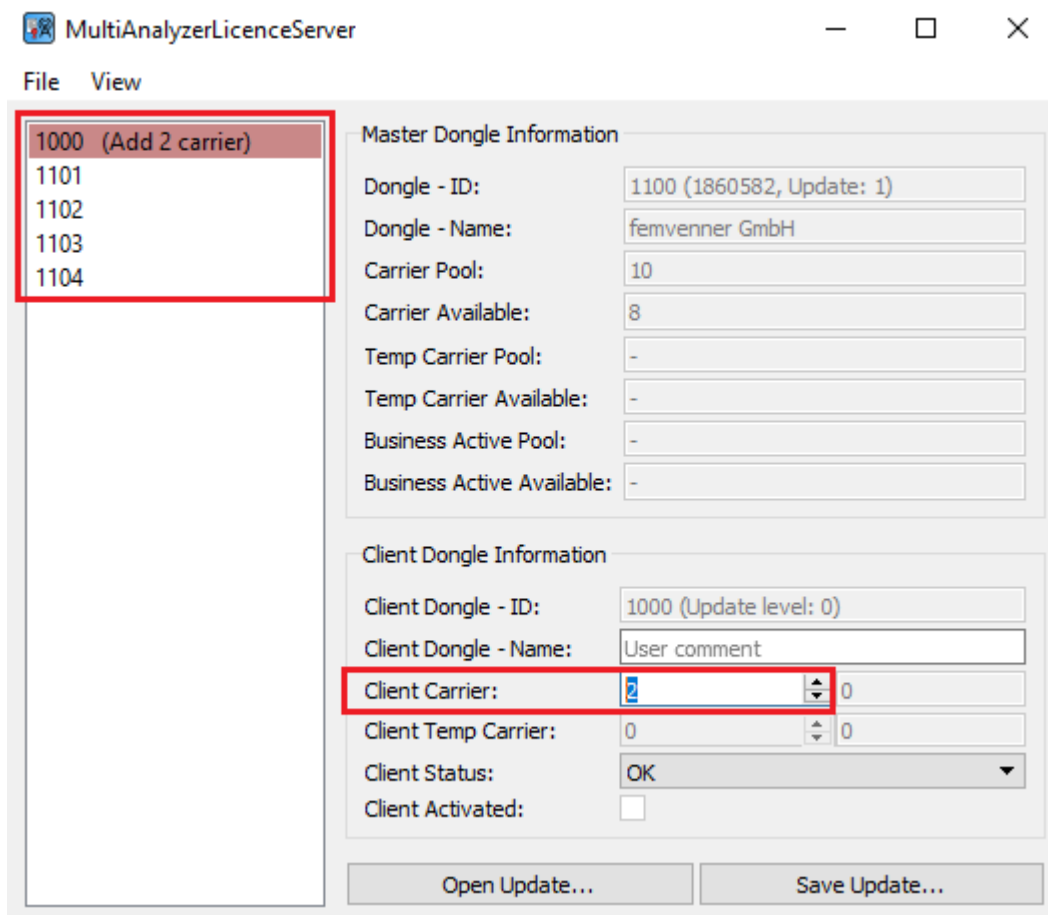 MultiAnalyzerLicenceServer
File View
1000 (Add 2 carrier)
1101
1102
1103
1104
Master Dongle Information
Dongle - ID: 1100 (1860582, Update: 1)
Dongle - Name: femvenner GmbH
Carrier Pool: 10
Carrier Available: 8
Temp Carrier Pool: -
Temp Carrier Available: -
Business Active Pool: -
Business Active Available: -
Client Dongle Information
Client Dongle - ID: 1000 (Update level: 0)
Client Dongle - Name: User comment
Client Carrier: 2 0
Client Temp Carrier: 0 0
Client Status: OK
Client Activated:
Open Update... Save Update...